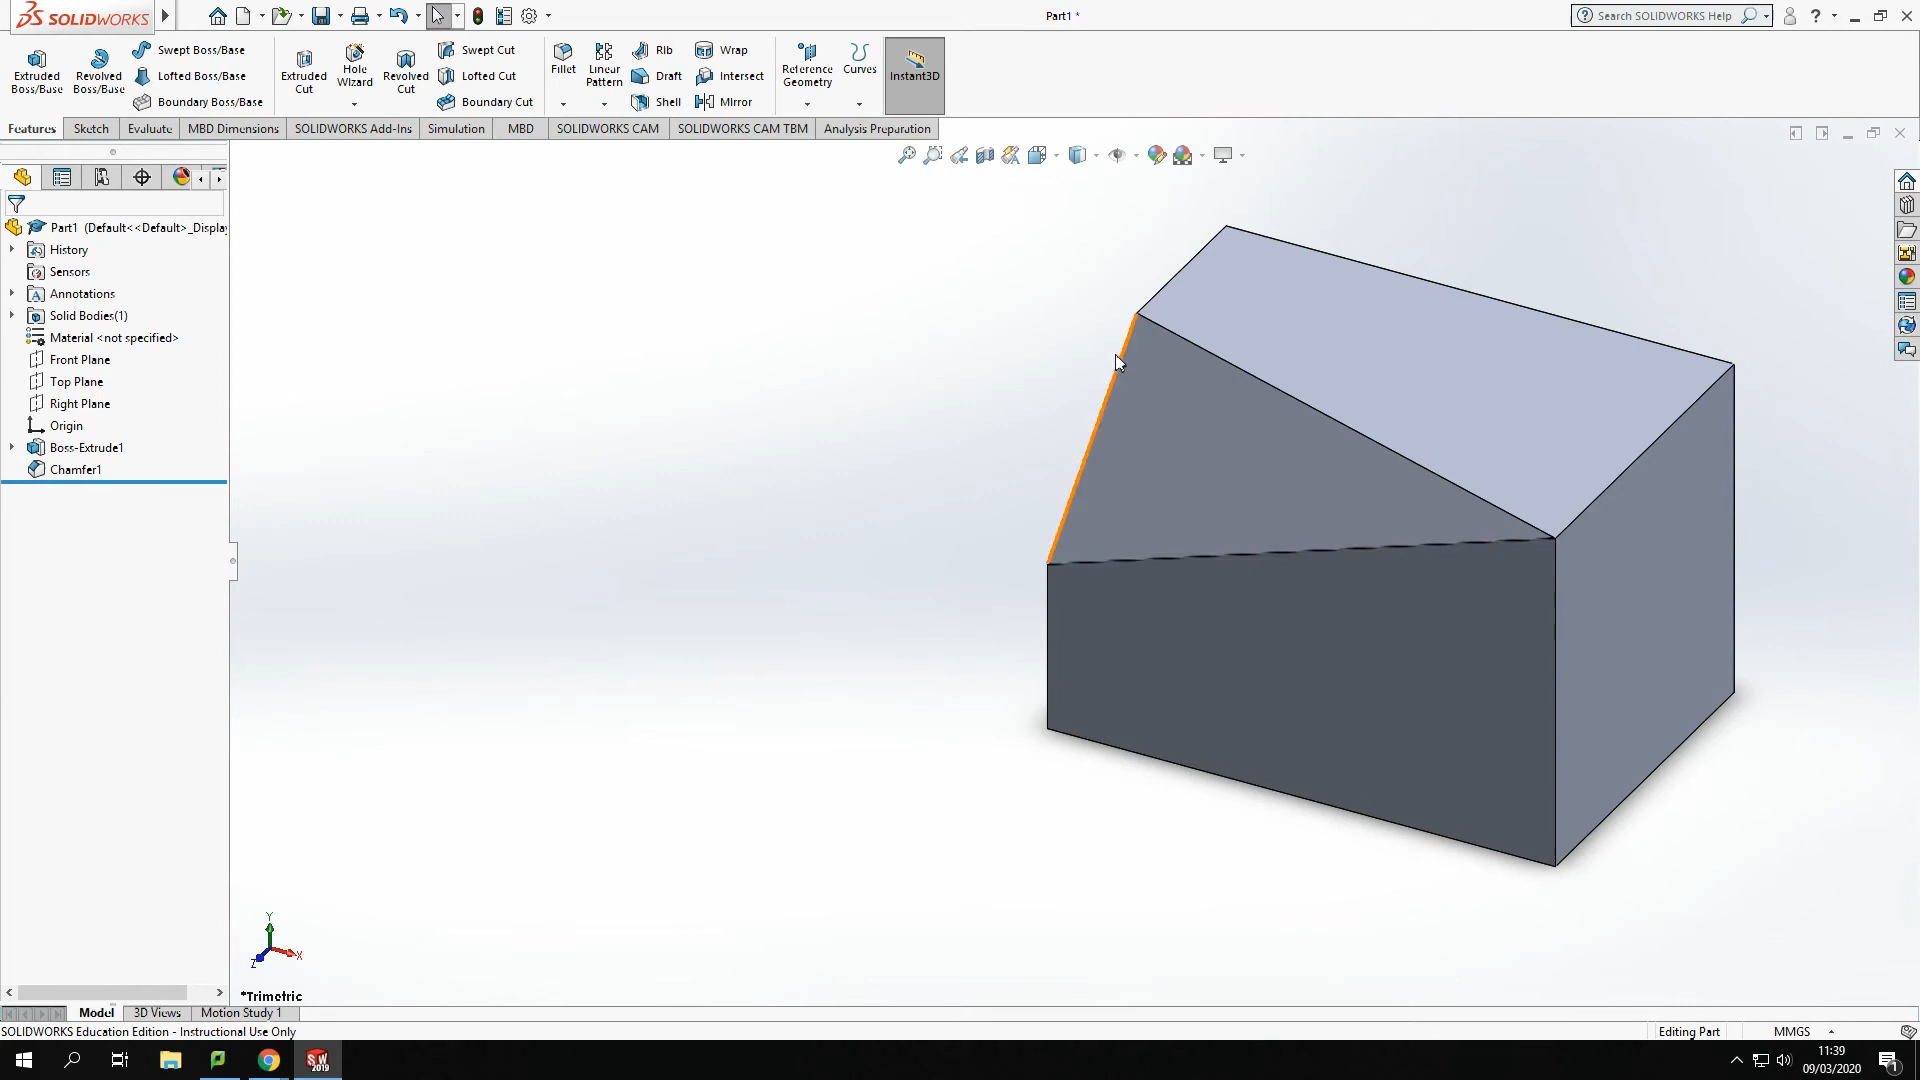 SOLIDWORKS
Part1 *
Search SOLIDWORKS Help
Extruded Boss/Base
Revolved Boss/Base
Swept Boss/Base
Lofted Boss/Base
Boundary Boss/Base
Extruded Cut
Hole Wizard
Revolved Cut
Swept Cut
Lofted Cut
Boundary Cut
Fillet
Linear Pattern
Rib
Draft
Shell
Wrap
Intersect
Mirror
Reference Geometry
Curves
Instant3D
Features
Sketch
Evaluate
MBD Dimensions
SOLIDWORKS Add-Ins
Simulation
MBD
SOLIDWORKS CAM
SOLIDWORKS CAM TBM
Analysis Preparation
Part1 (Default<<Default>_Displa
History
Sensors
Annotations
Solid Bodies(1)
Material <not specified>
Front Plane
Top Plane
Right Plane
Origin
Boss-Extrude1
Chamfer1
Y
X
Z
*Trimetric
Model
3D Views
Motion Study 1
SOLIDWORKS Education Edition - Instructional Use Only
Editing Part
MMGS
SW 2019
11:39
09/03/2020
1